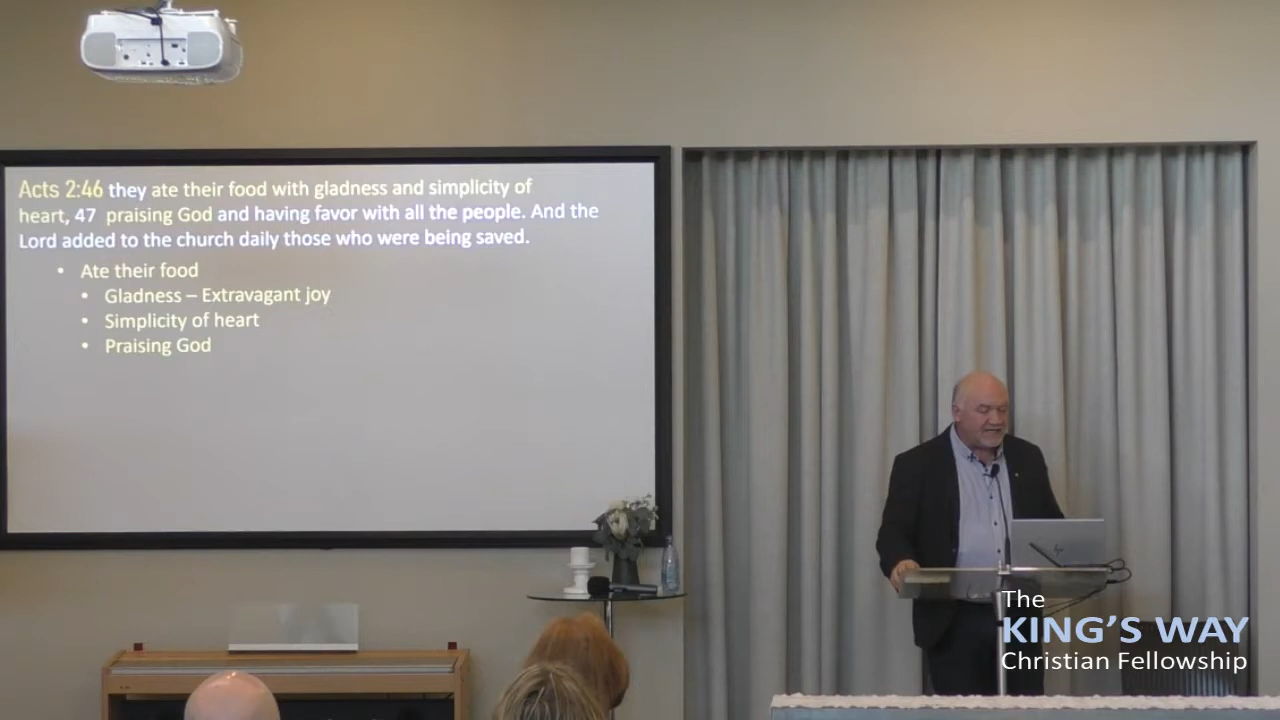 Acts 2:46 they ate their food with gladness and simplicity of
heart, 47 praising God and having favor with all the people. And the
Lord added to the church daily those who were being saved.
• Ate their food
• Gladness – Extravagant joy
• Simplicity of heart
• Praising God
hp
The
KING'S WAY
Christian Fellowship